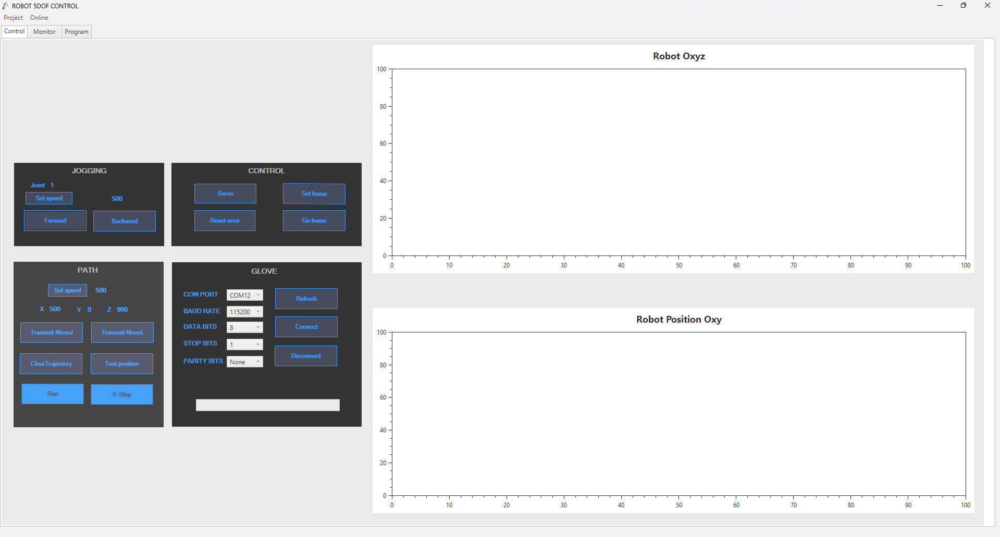 ROBOT 5DOF CONTROL
Project Online
Control Monitor Program
JOGGING
Joint 1
Set speed 500
Forward Backward
CONTROL
Servo Set home
Reset error Go home
PATH
Set speed 500
X 500 Y 0 Z 900
Transmit MoveJ Transmit MoveL
ClearTrajectory Test position
Run E-Stop
GLOVE
COM PORT COM12 Refresh
BAUD RATE 115200
DATA BITS 8 Connect
STOP BITS 1
PARITY BITS None Disconnect
Robot Oxyz
100
80
60
40
20
0
0 10 20 30 40 50 60 70 80 90 100
Robot Position Oxy
100
80
60
40
20
0
0 10 20 30 40 50 60 70 80 90 100